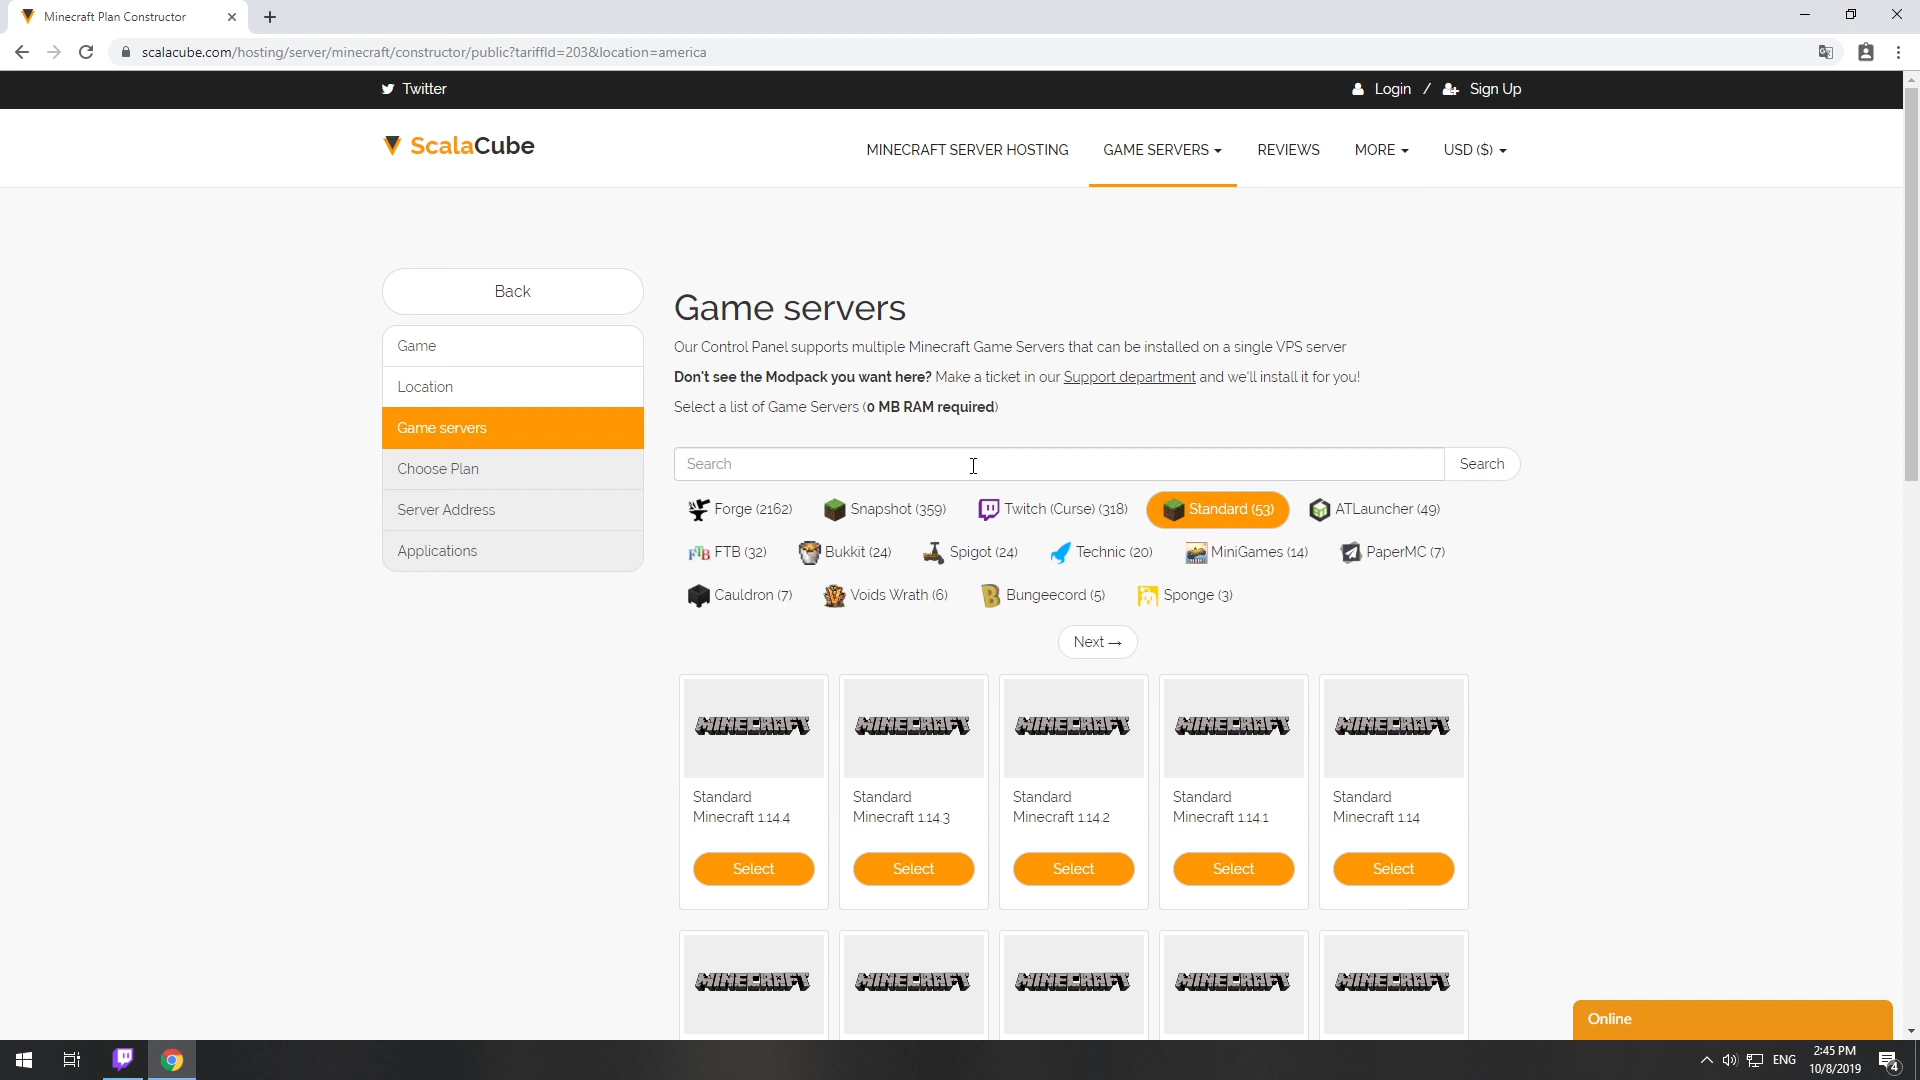 Minecraft Plan Constructor
scalacube.com/hosting/server/minecraft/constructor/public?tariffId=203&location=america
Twitter
Login / Sign Up
ScalaCube
MINECRAFT SERVER HOSTING GAME SERVERS REVIEWS MORE USD ($)
Back
Game
Location
Game servers
Choose Plan
Server Address
Applications
Game servers
Our Control Panel supports multiple Minecraft Game Servers that can be installed on a single VPS server
Don't see the Modpack you want here? Make a ticket in our Support department and we'll install it for you!
Select a list of Game Servers (0 MB RAM required)
Search Search
Forge (2162) Snapshot (359) Twitch (Curse) (318) Standard (53) ATLauncher (49)
FTB FTB (32) Bukkit (24) Spigot (24) Technic (20) MiniGames (14) PaperMC (7)
Cauldron (7) Voids Wrath (6) Bungeecord (5) Sponge (3)
Next →
MINECRAFT MINECRAFT MINECRAFT MINECRAFT MINECRAFT
Standard Standard Standard Standard Standard
Minecraft 1.14.4 Minecraft 1.14.3 Minecraft 1.14.2 Minecraft 1.14.1 Minecraft 1.14
Select Select Select Select Select
MINECRAFT MINECRAFT MINECRAFT MINECRAFT MINECRAFT
Online
ENG
2:45 PM
10/8/2019
4